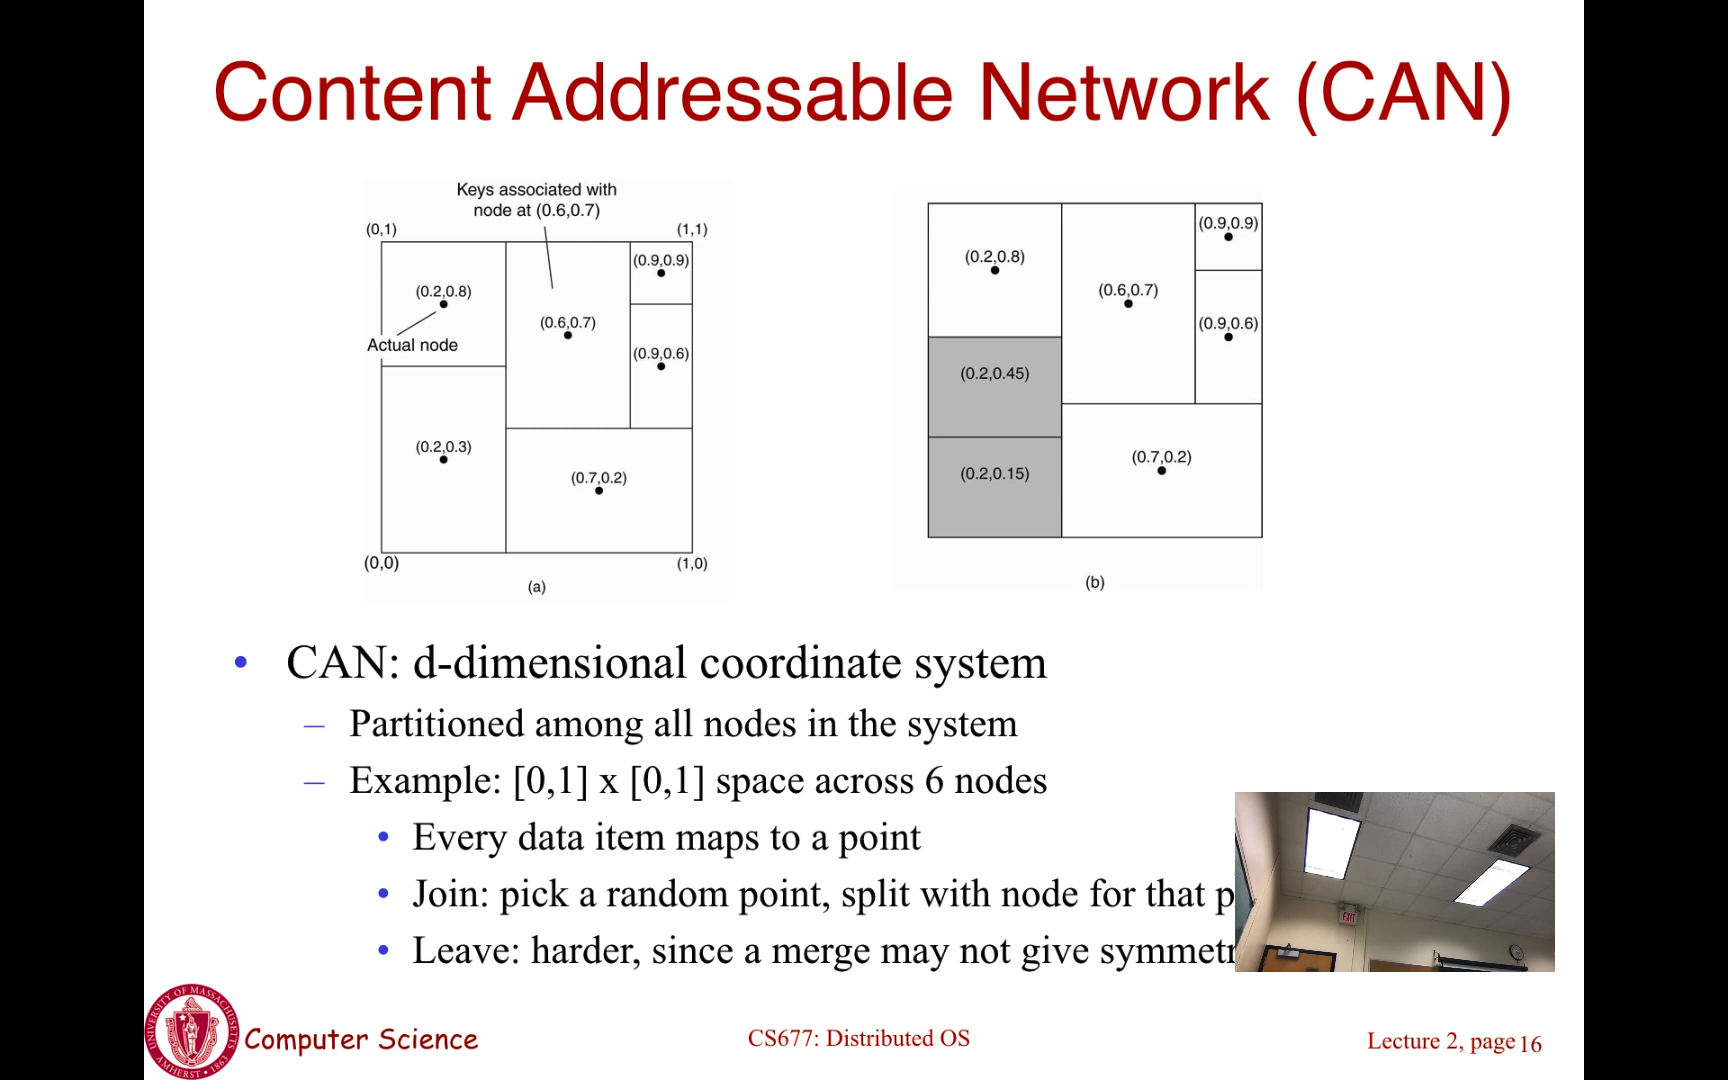 Content Addressable Network (CAN)
Keys associated with
node at (0.6,0.7)
(0,1)
(1,1)
(0.9,0.9)
(0.2,0.8)
(0.6,0.7)
Actual node
(0.9,0.6)
(0.2,0.3)
(0.7,0.2)
(0,0)
(1,0)
(a)
(0.9,0.9)
(0.2,0.8)
(0.6,0.7)
(0.9,0.6)
(0.2,0.45)
(0.7,0.2)
(0.2,0.15)
(b)
• CAN: d-dimensional coordinate system
– Partitioned among all nodes in the system
– Example: [0,1] x [0,1] space across 6 nodes
• Every data item maps to a point
• Join: pick a random point, split with node for that p
• Leave: harder, since a merge may not give symmetr
EXIT
UNIVERSITY OF MASSACHUSETTS
AMHERST • 1863
Computer Science
CS677: Distributed OS
Lecture 2, page 16